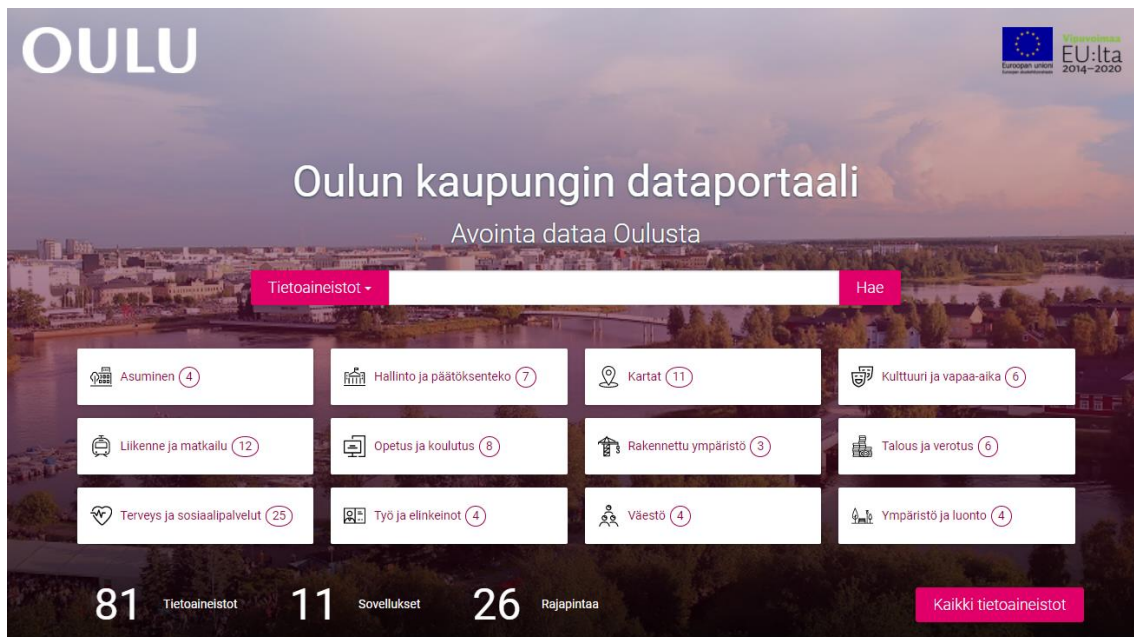 OULU
Vipuvoimaa
EU:lta
2014–2020
Euroopan unioni
Oulun kaupungin dataportaali
Avointa dataa Oulusta
Tietoaineistot
Hae
Asuminen 4
Hallinto ja päätöksenteko 7
Kartat 11
Kulttuuri ja vapaa-aika 6
Liikenne ja matkailu 12
Opetus ja koulutus 8
Rakennettu ympäristö 3
Talous ja verotus 6
Terveys ja sosiaalipalvelut 25
Työ ja elinkeinot 4
Väestö 4
Ympäristö ja luonto 4
81 Tietoaineistot
11 Sovellukset
26 Rajapintaa
Kaikki tietoaineistot